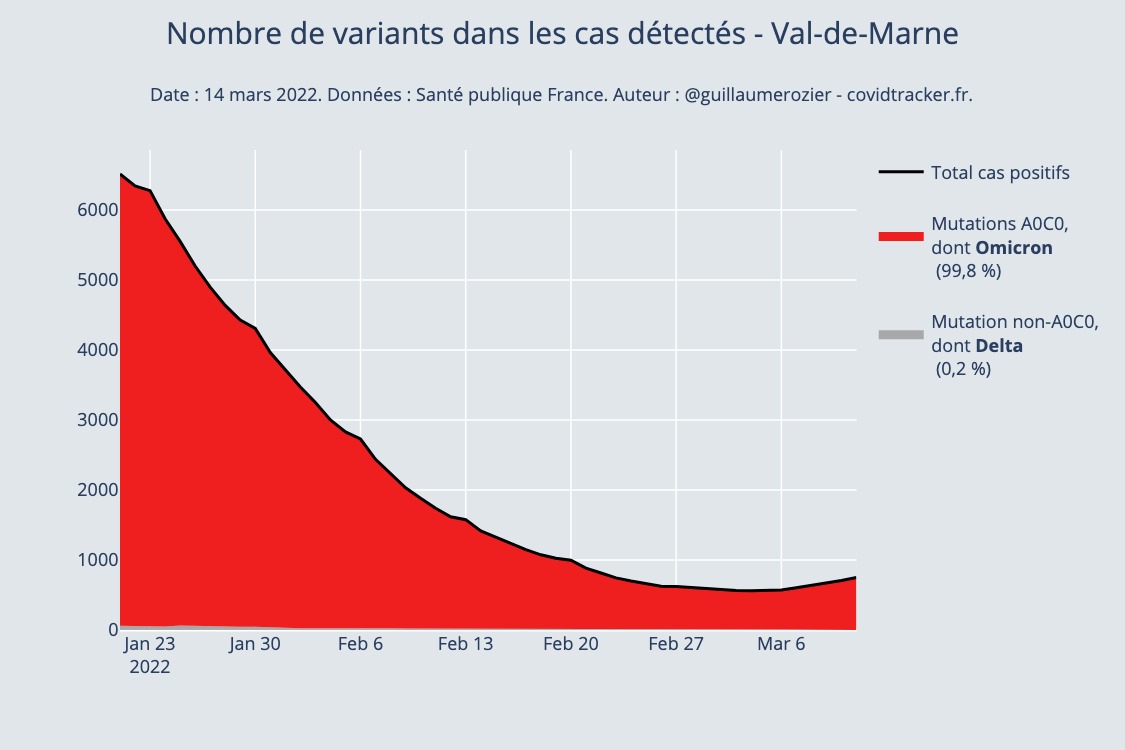 Nombre de variants dans les cas détectés - Val-de-Marne
Date : 14 mars 2022. Données : Santé publique France. Auteur : @guillaumerozier - covidtracker.fr.
6000
5000
4000
3000
2000
1000
0
Jan 23
2022
Jan 30
Feb 6
Feb 13
Feb 20
Feb 27
Mar 6
Total cas positifs
Mutations A0C0,
dont Omicron
(99,8 %)
Mutation non-A0C0,
dont Delta
(0,2 %)